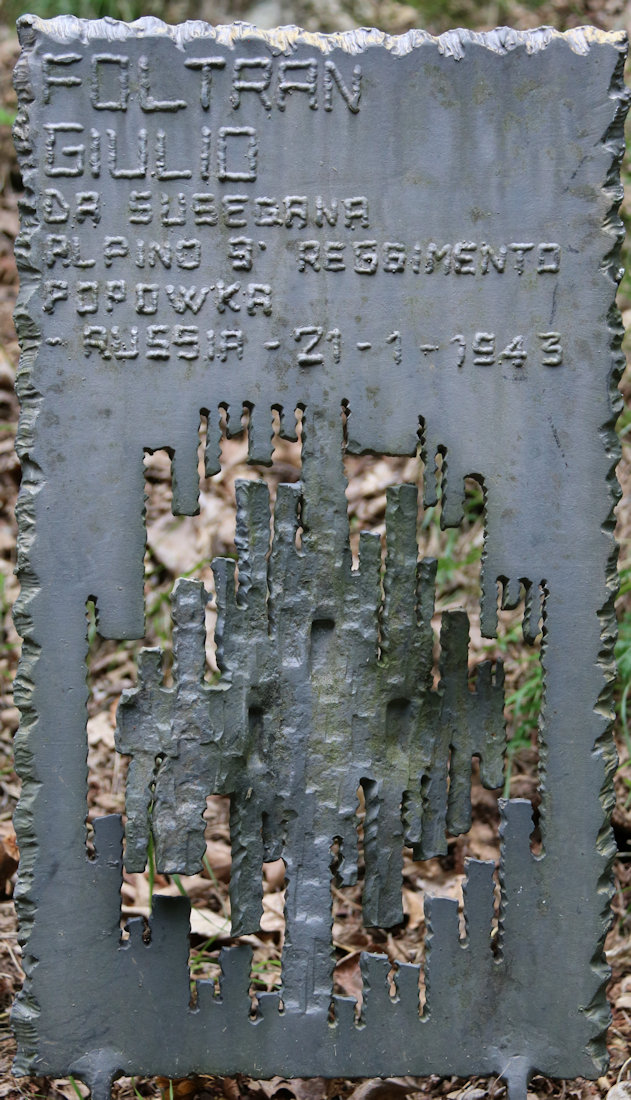 FOLTRAN
GIULIO
DA SUSEGANA
ALPINO 9' REGGIMENTO
POPOWKA
- RUSSIA - 21 - 1 - 1943